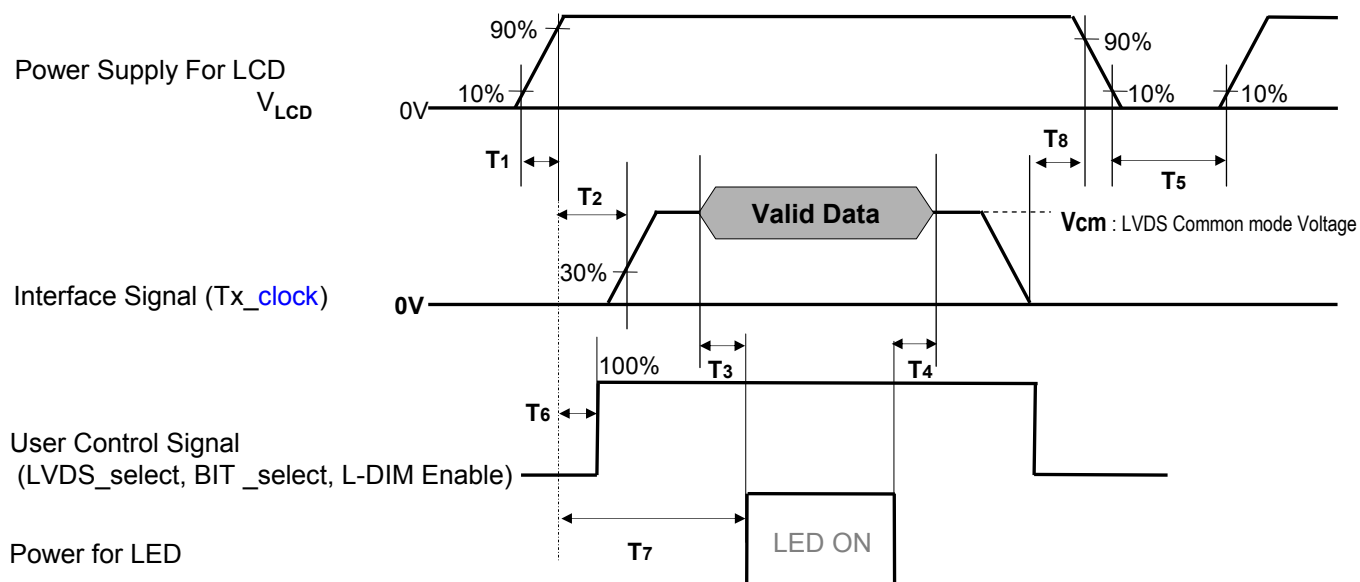 90%
90%
Power Supply For LCD
VLCD
10%
10%
10%
0V
T1
T8
T5
T2
Valid Data
Vcm : LVDS Common mode Voltage
30%
Interface Signal (Tx_clock)
0V
100%
T3
T4
T6
User Control Signal
(LVDS_select, BIT _select, L-DIM Enable)
T7
LED ON
Power for LED